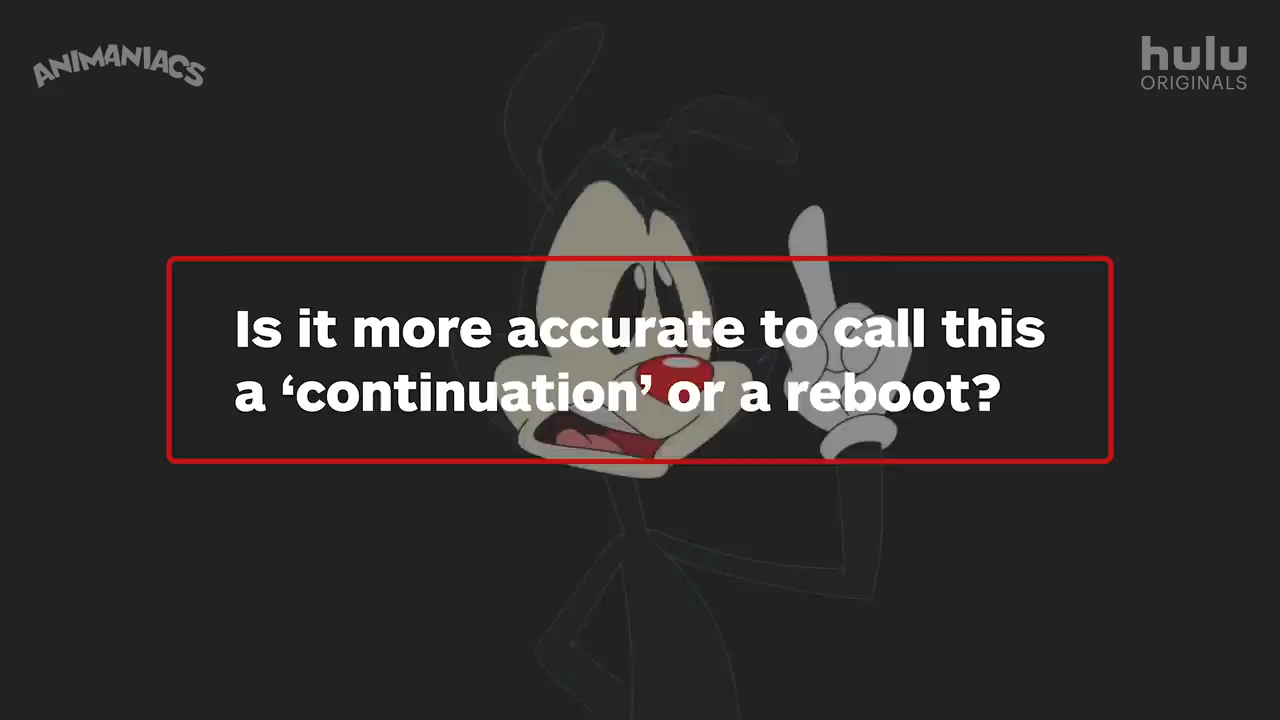 ANIMANIACS
hulu
ORIGINALS
Is it more accurate to call this
a ‘continuation’ or a reboot?